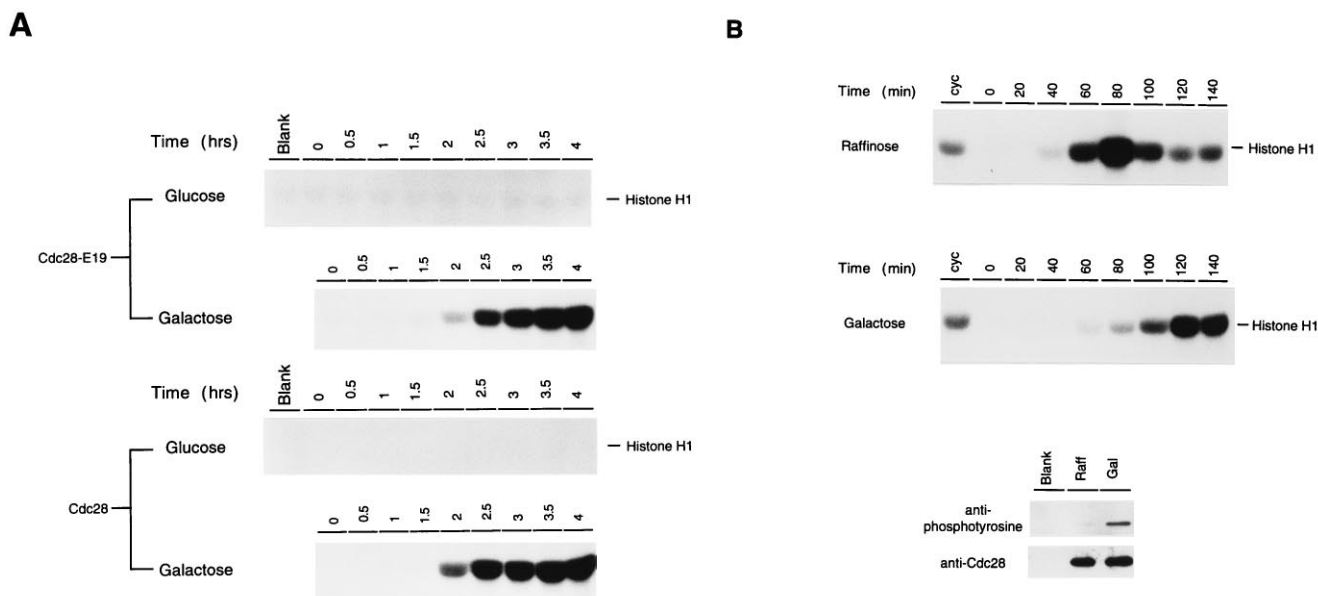 A
Time (hrs) Blank 0 0.5 1 1.5 2 2.5 3 3.5 4
Glucose
Histone H1
Cdc28-E19
0 0.5 1 1.5 2 2.5 3 3.5 4
Galactose
Time (hrs) Blank 0 0.5 1 1.5 2 2.5 3 3.5 4
Glucose
Histone H1
Cdc28
0 0.5 1 1.5 2 2.5 3 3.5 4
Galactose
B
Time (min) cyc 0 20 40 60 80 100 120 140
Raffinose
Histone H1
Time (min) cyc 0 20 40 60 80 100 120 140
Galactose
Histone H1
Blank Raff Gal
anti-
phosphotyrosine
anti-Cdc28